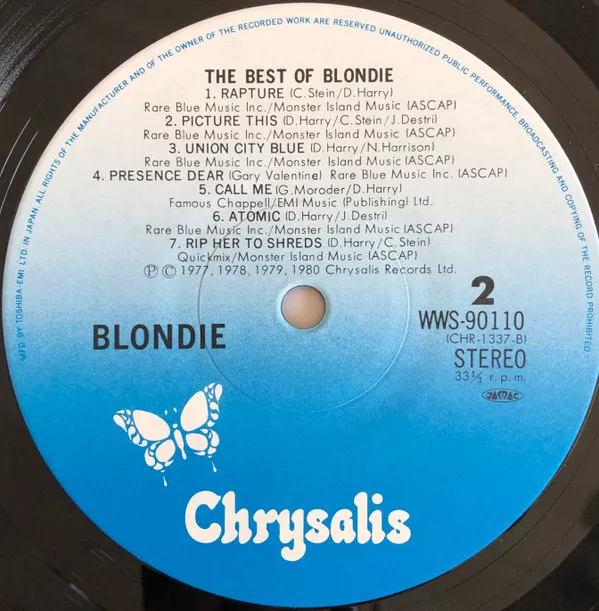 MFD. BY TOSHIBA-EMI LTD. IN JAPAN. ALL RIGHTS OF THE MANUFACTURER AND OF THE OWNER OF THE RECORDED WORK ARE RESERVED UNAUTHORIZED PUBLIC PERFORMANCE, BROADCASTING AND COPYING OF THE RECORD PROHIBITED
THE BEST OF BLONDIE
1. RAPTURE (C.Stein/D.Harry)
Rare Blue Music Inc./Monster Island Music (ASCAP)
2. PICTURE THIS (D.Harry/C.Stein/J.Destri)
Rare Blue Music Inc./Monster Island Music (ASCAP)
3. UNION CITY BLUE (D.Harry/N.Harrison)
Rare Blue Music Inc./Monster Island Music (ASCAP)
4. PRESENCE DEAR (Gary Valentine) Rare Blue Music Inc. (ASCAP)
5. CALL ME (G.Moroder/D.Harry)
Famous Chappell/EMI Music (Publishing) Ltd.
6. ATOMIC (D.Harry/J.Destri)
Rare Blue Music Inc./Monster Island Music (ASCAP)
7. RIP HER TO SHREDS (D.Harry/C.Stein)
Quickmix/Monster Island Music (ASCAP)
Ⓟ © 1977, 1978, 1979, 1980 Chrysalis Records Ltd.
2
WWS-90110
(CHR-1337-B)
BLONDIE
STEREO
33⅓ r.p.m.
JASRAC
Chrysalis